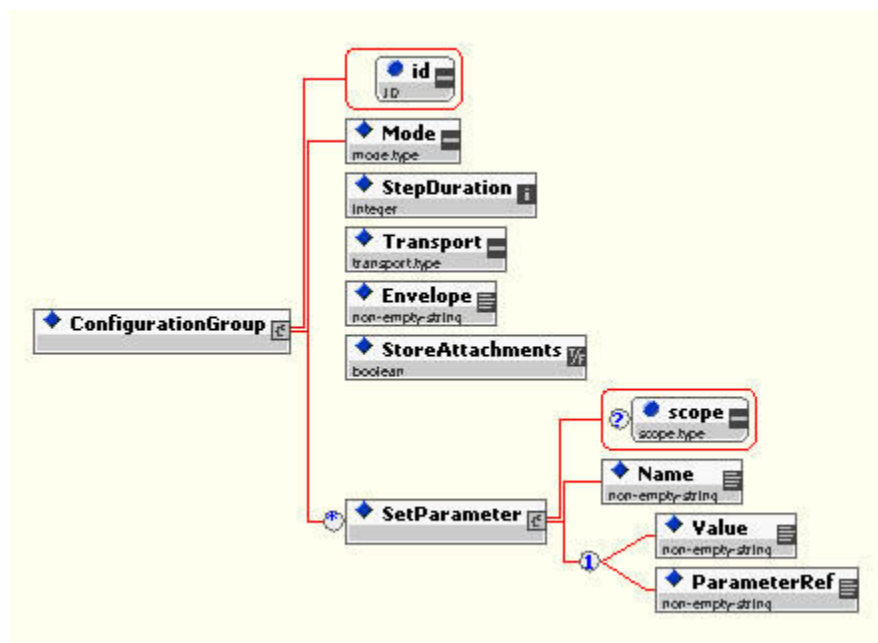 id
ID
Mode
mode.type
StepDuration
integer
Transport
transport.type
Envelope
non-empty-string
ConfigurationGroup
StoreAttachments
T/F
boolean
?
scope
scope.type
Name
non-empty-string
*
SetParameter
Value
non-empty-string
1
ParameterRef
non-empty-string